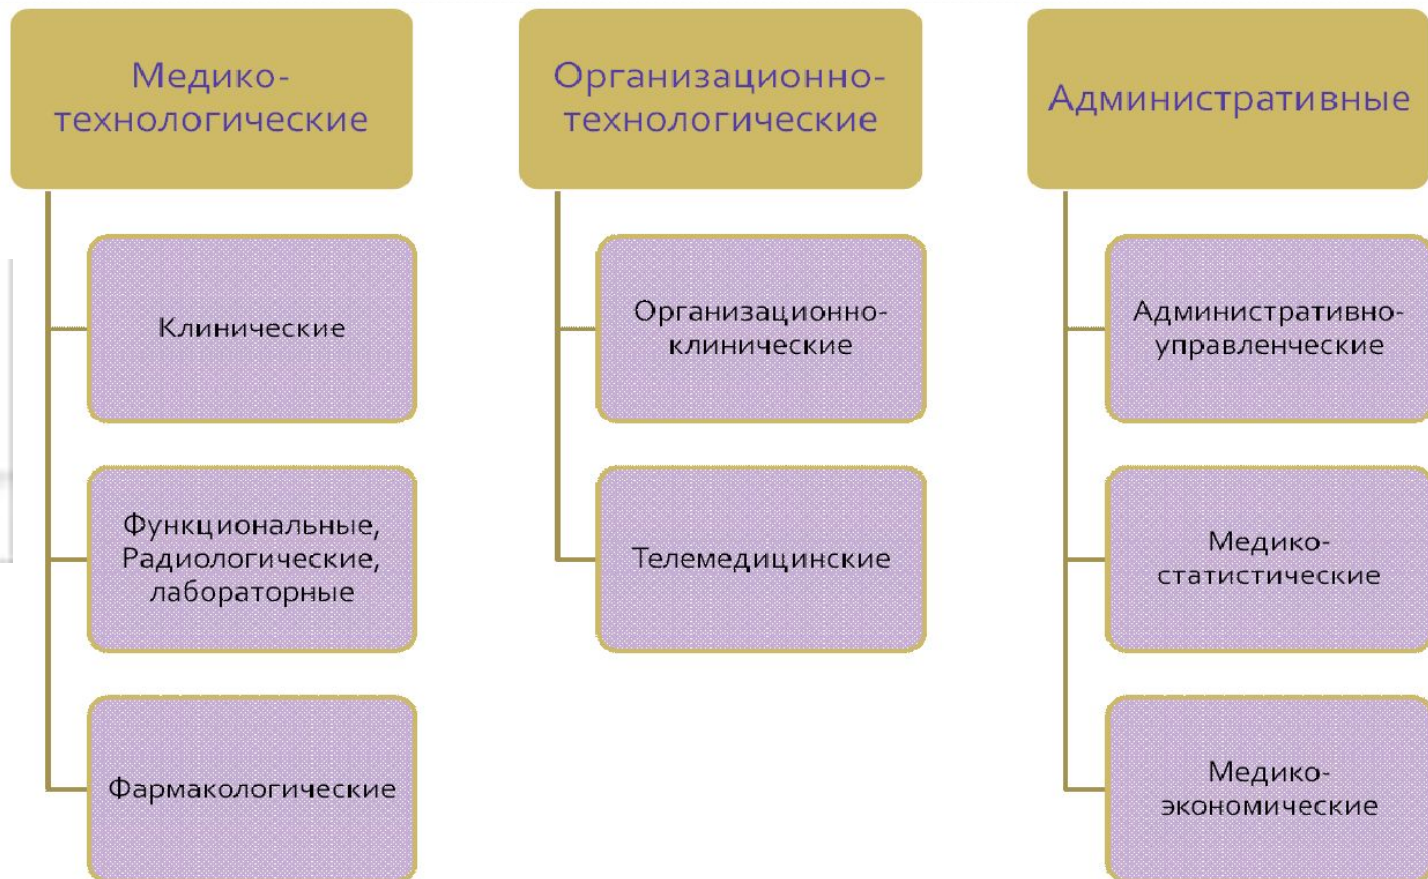 Медико-
технологические
Клинические
Функциональные,
Радиологические,
лабораторные
Фармакологические
Организационно-
технологические
Организационно-
клинические
Телемедицинские
Административные
Административно-
управленческие
Медико-
статистические
Медико-
экономические